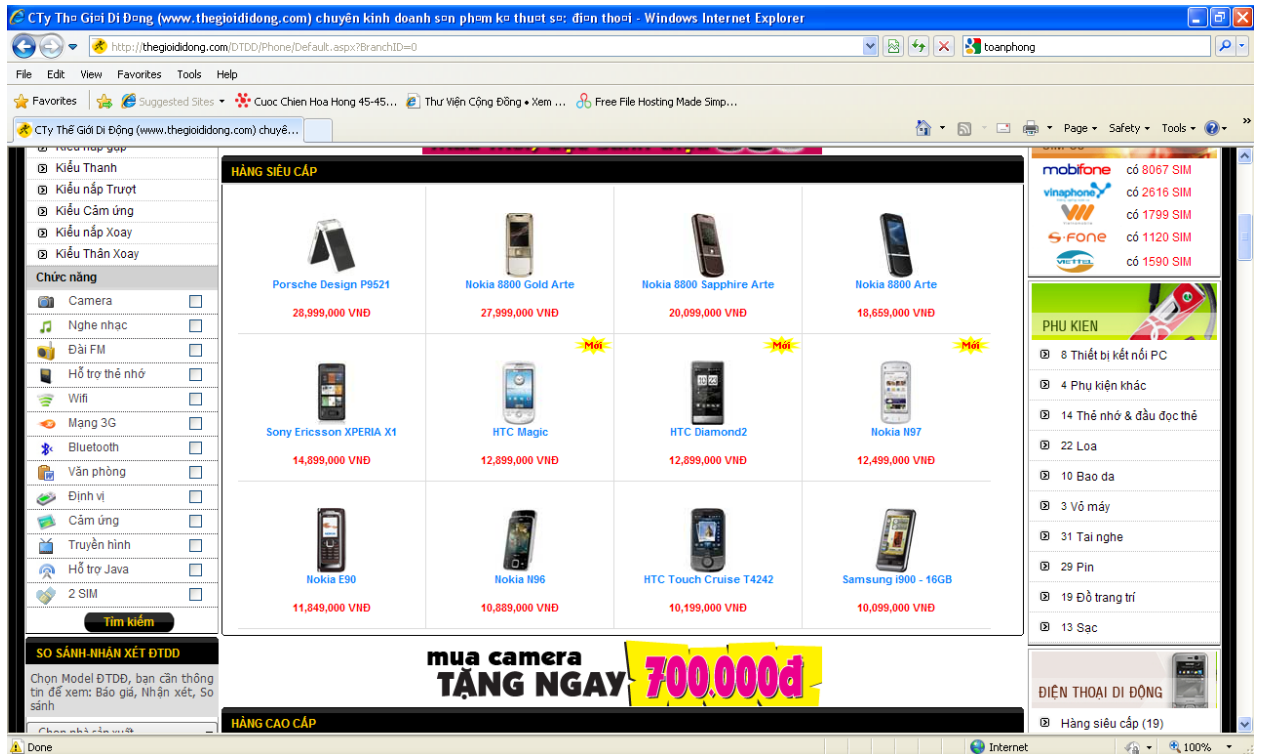 CTy Th¤ Gi¤i Di Đ¤ng (www.thegioididong.com) chuyên kinh doanh s¤n ph¤m k¤ thu¤t s¤: đi¤n tho¤i - Windows Internet Explorer
http://thegioididong.com/DTDD/Phone/Default.aspx?BranchID=0
toanphong
File Edit View Favorites Tools Help
Favorites Suggested Sites Cuoc Chien Hoa Hong 45-45... Thư Viện Cộng Đồng • Xem ... Free File Hosting Made Simp...
CTy Thế Giới Di Động (www.thegioididong.com) chuyê...
Page Safety Tools
Kiểu Thanh
Kiểu nắp Trượt
Kiểu Cảm ứng
Kiểu nắp Xoay
Kiểu Thân Xoay
Chức năng
Camera
Nghe nhạc
Đài FM
Hỗ trợ thẻ nhớ
Wifi
Mạng 3G
Bluetooth
Văn phòng
Định vị
Cảm ứng
Truyền hình
Hỗ trợ Java
2 SIM
Tìm kiếm
SO SÁNH-NHẬN XÉT ĐTDD
Chọn Model ĐTDĐ, bạn cần thông
tin để xem: Báo giá, Nhận xét, So
sánh
HÀNG SIÊU CẤP
Porsche Design P9521 Nokia 8800 Gold Arte Nokia 8800 Sapphire Arte Nokia 8800 Arte
28,999,000 VNĐ 27,999,000 VNĐ 20,099,000 VNĐ 18,659,000 VNĐ
Mới Mới Mới
Sony Ericsson XPERIA X1 HTC Magic HTC Diamond2 Nokia N97
14,899,000 VNĐ 12,899,000 VNĐ 12,899,000 VNĐ 12,499,000 VNĐ
Nokia E90 Nokia N96 HTC Touch Cruise T4242 Samsung i900 - 16GB
11,849,000 VNĐ 10,889,000 VNĐ 10,199,000 VNĐ 10,099,000 VNĐ
mua camera
TẶNG NGAY 700.000đ
HÀNG CAO CẤP
mobifone có 8067 SIM
vinaphone có 2616 SIM
có 1799 SIM
S-FONE có 1120 SIM
VIETTEL có 1590 SIM
PHU KIEN
8 Thiết bị kết nối PC
4 Phụ kiện khác
14 Thẻ nhớ & đầu đọc thẻ
22 Loa
10 Bao da
3 Vỏ máy
31 Tai nghe
29 Pin
19 Đồ trang trí
13 Sạc
ĐIỆN THOẠI DI ĐỘNG
Hàng siêu cấp (19)
Done Internet 100%